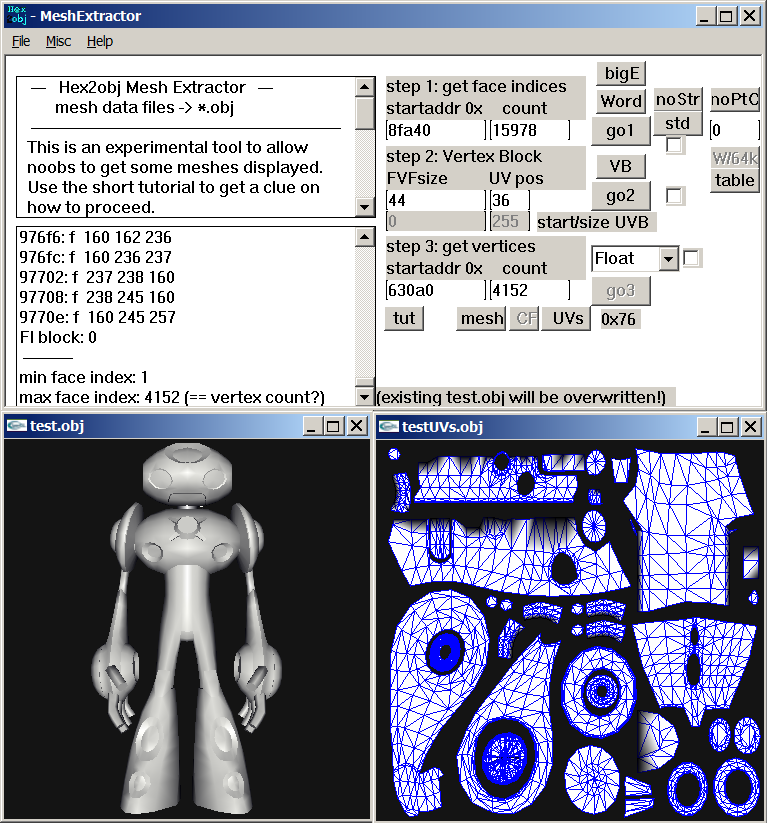 Hex
obj - MeshExtractor
File Misc Help
— Hex2obj Mesh Extractor —
mesh data files -> *.obj
This is an experimental tool to allow
noobs to get some meshes displayed.
Use the short tutorial to get a clue on
how to proceed.
976f6: f 160 162 236
976fc: f 160 236 237
97702: f 237 238 160
97708: f 238 245 160
9770e: f 160 245 257
FI block: 0
min face index: 1
max face index: 4152 (== vertex count?)
step 1: get face indices
startaddr 0x count
8fa40 15978
bigE
Word
go1
noStr
std
noPtC
0
W/64k
table
step 2: Vertex Block
FVFsize UV pos
44 36
0 255 start/size UVB
VB
go2
step 3: get vertices
startaddr 0x count
630a0 4152
Float
go3
tut mesh CF UVs 0x76
(existing test.obj will be overwritten!)
test.obj
testUVs.obj